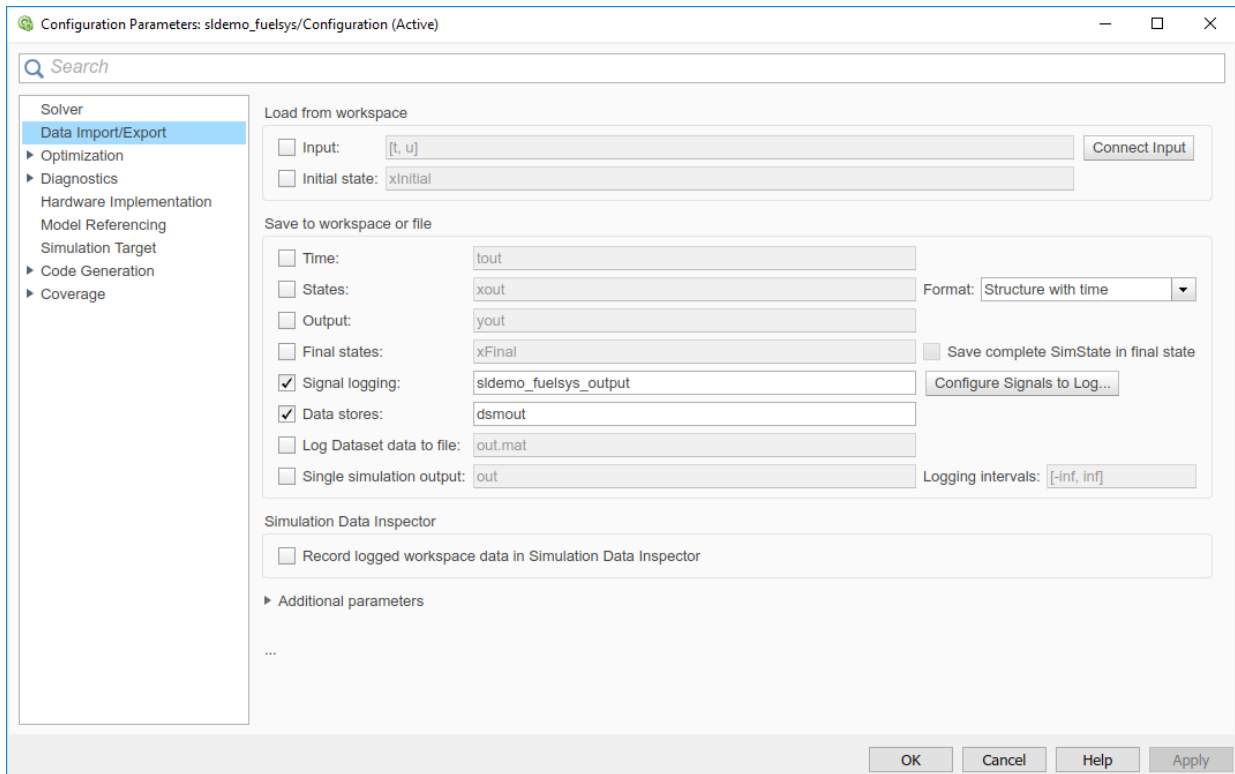 Configuration Parameters: sldemo_fuelsys/Configuration (Active)
Search
Solver
Data Import/Export
Optimization
Diagnostics
Hardware Implementation
Model Referencing
Simulation Target
Code Generation
Coverage
Load from workspace
Input: [t, u] Connect Input
Initial state: xInitial
Save to workspace or file
Time: tout
States: xout Format: Structure with time
Output: yout
Final states: xFinal Save complete SimState in final state
Signal logging: sldemo_fuelsys_output Configure Signals to Log...
Data stores: dsmout
Log Dataset data to file: out.mat
Single simulation output: out Logging intervals: [-inf, inf]
Simulation Data Inspector
Record logged workspace data in Simulation Data Inspector
Additional parameters
...
OK Cancel Help Apply